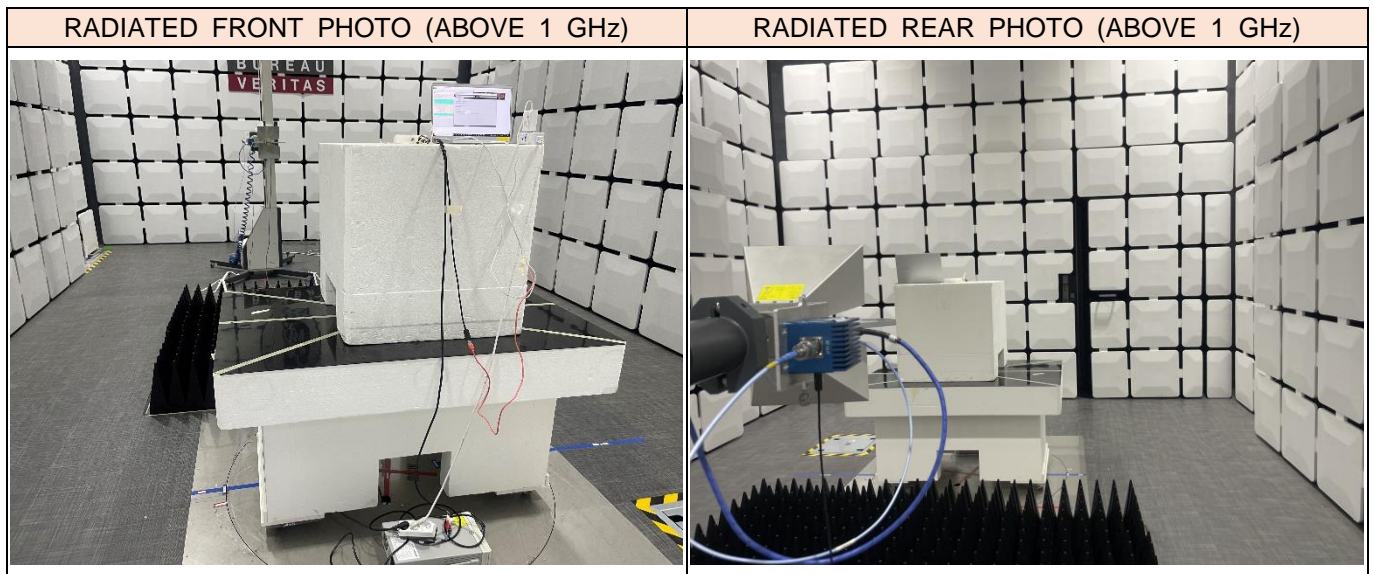 RADIATED FRONT PHOTO (ABOVE 1 GHz)
RADIATED REAR PHOTO (ABOVE 1 GHz)
BUREAU
VERITAS